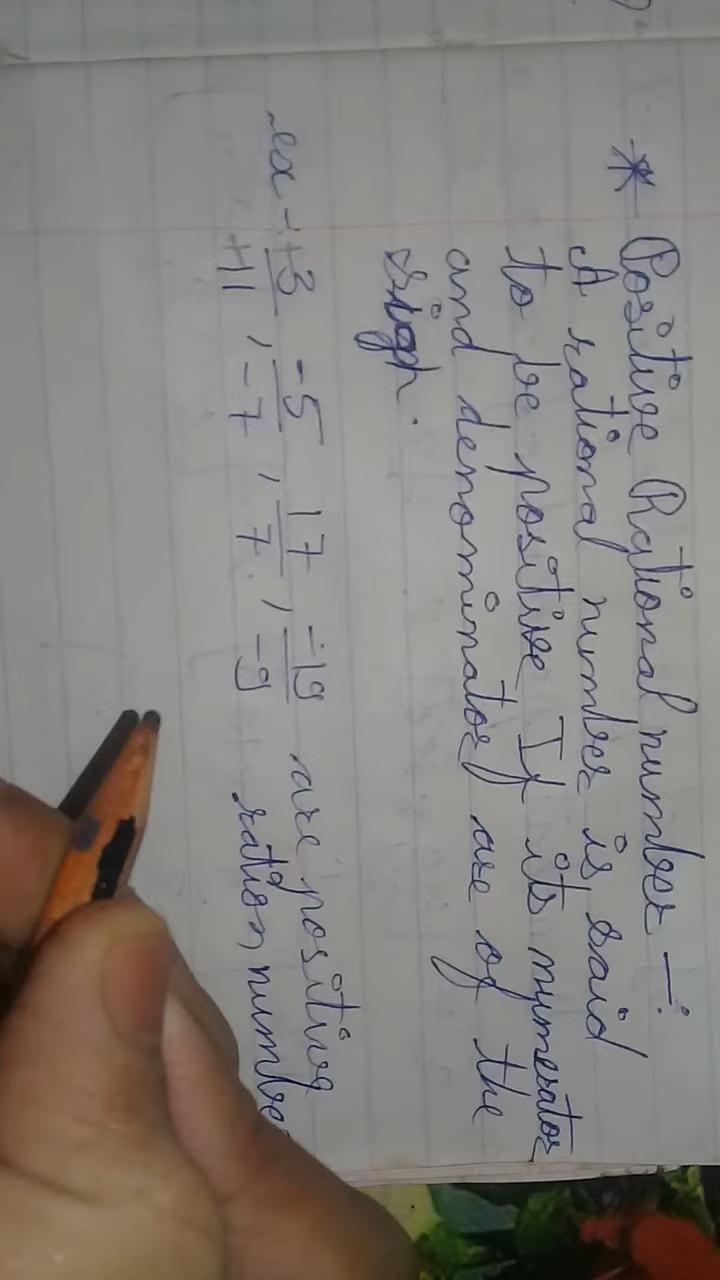 * Positive Rational number —:
A rational number is said
to be positive If its numerator
and denominator are of the
sign.
ex - +3/+11 , -5/-7 , 17/7 , -19/-9 are positive
ration, number